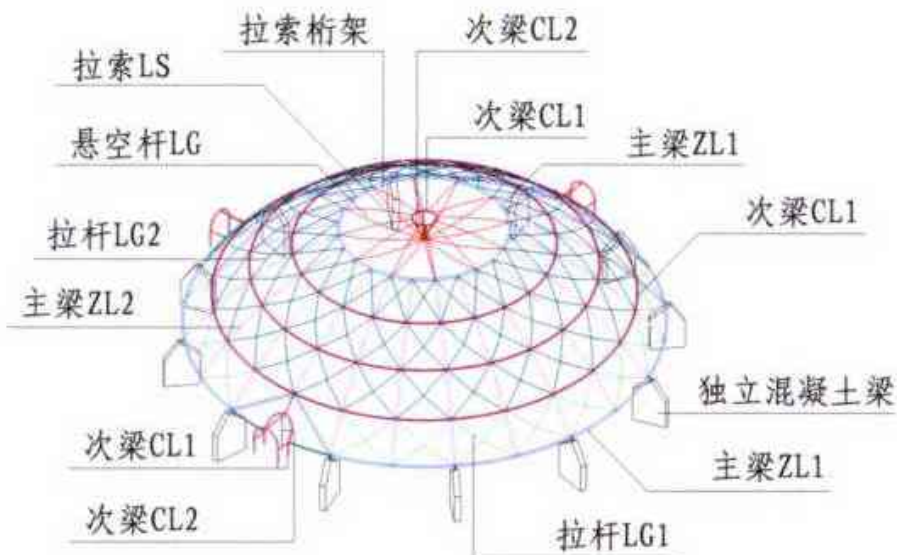 拉索桁架
次梁CL2
拉索LS
次梁CL1
悬空杆LG
主梁ZL1
次梁CL1
拉杆LG2
主梁ZL2
独立混凝土梁
次梁CL1
主梁ZL1
次梁CL2
拉杆LG1